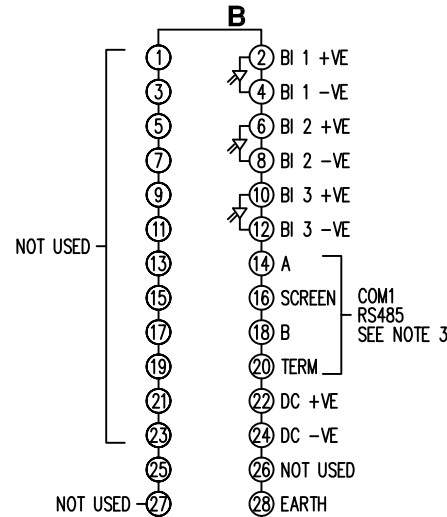 B
1 2 BI 1 +VE
3 4 BI 1 -VE
5 6 BI 2 +VE
7 8 BI 2 -VE
9 10 BI 3 +VE
11 12 BI 3 -VE
NOT USED
13 14 A
15 16 SCREEN
17 18 B
19 20 TERM
COM1
RS485
SEE NOTE 3
21 22 DC +VE
23 24 DC -VE
25 26 NOT USED
NOT USED 27 28 EARTH